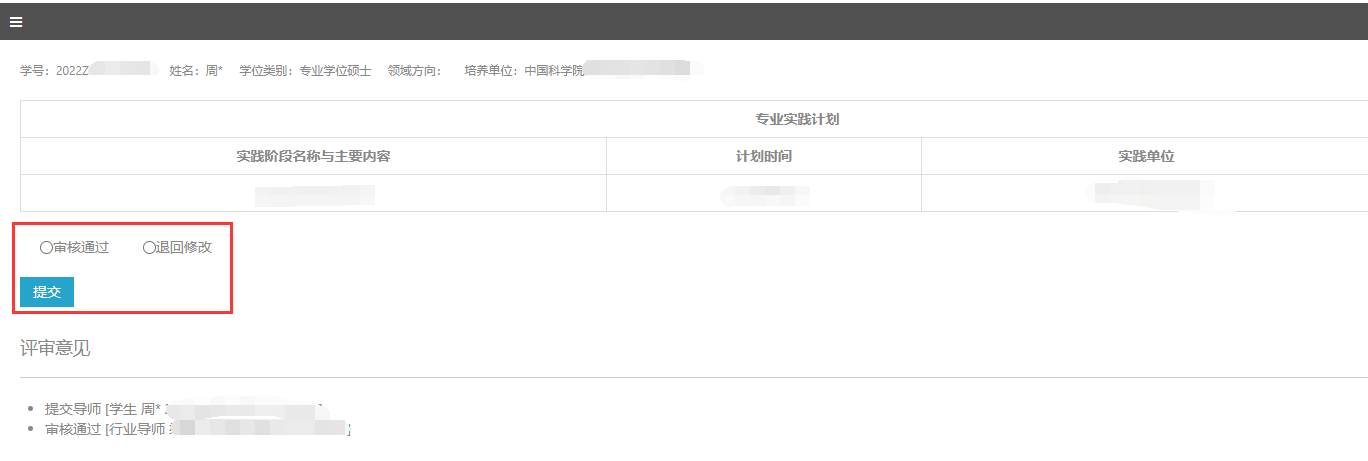 学号：2022Z 姓名：周* 学位类别：专业学位硕士 领域方向： 培养单位：中国科学院
专业实践计划
实践阶段名称与主要内容 计划时间 实践单位
审核通过 退回修改
提交
评审意见
提交导师 [学生 周*
审核通过 [行业导师